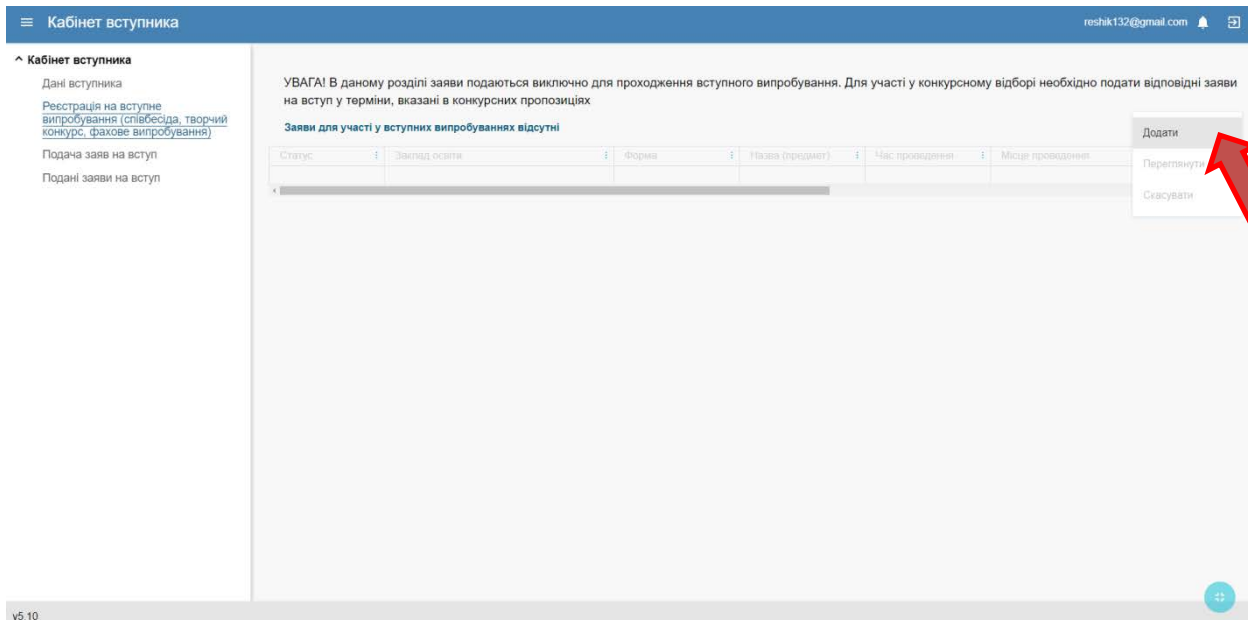 Кабінет вступника
reshik132@gmail.com
Кабінет вступника
Дані вступника
Реєстрація на вступне
випробування (співбесіда, творчий
конкурс, фахове випробування)
Подача заяв на вступ
Подані заяви на вступ
УВАГА! В даному розділі заяви подаються виключно для проходження вступного випробування. Для участі у конкурсному відборі необхідно подати відповідні заяви
на вступ у терміни, вказані в конкурсних пропозиціях
Заяви для участі у вступних випробуваннях відсутні
Статус Заклад освіти Форма Назва (предмет) Час проведення Місце проведення
Додати
Переглянути
Скасувати
v5.10